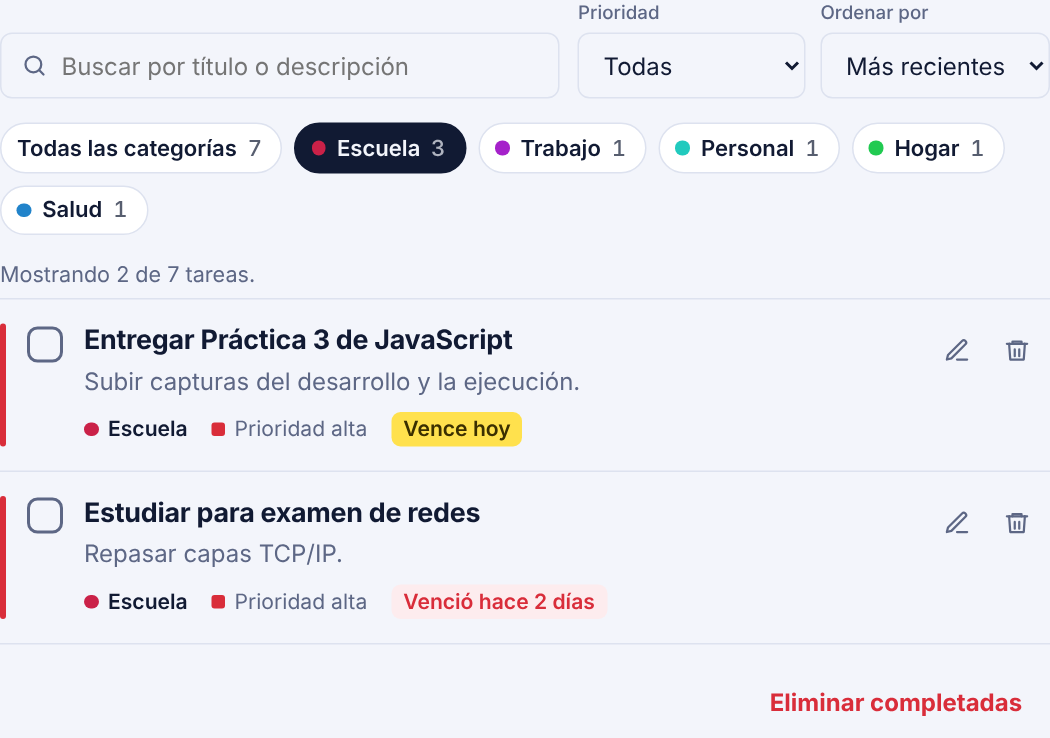 Prioridad
Ordenar por
Buscar por título o descripción
Todas
Más recientes
Todas las categorías 7
Escuela 3
Trabajo 1
Personal 1
Hogar 1
Salud 1
Mostrando 2 de 7 tareas.
Entregar Práctica 3 de JavaScript
Subir capturas del desarrollo y la ejecución.
Escuela
Prioridad alta
Vence hoy
Estudiar para examen de redes
Repasar capas TCP/IP.
Escuela
Prioridad alta
Venció hace 2 días
Eliminar completadas